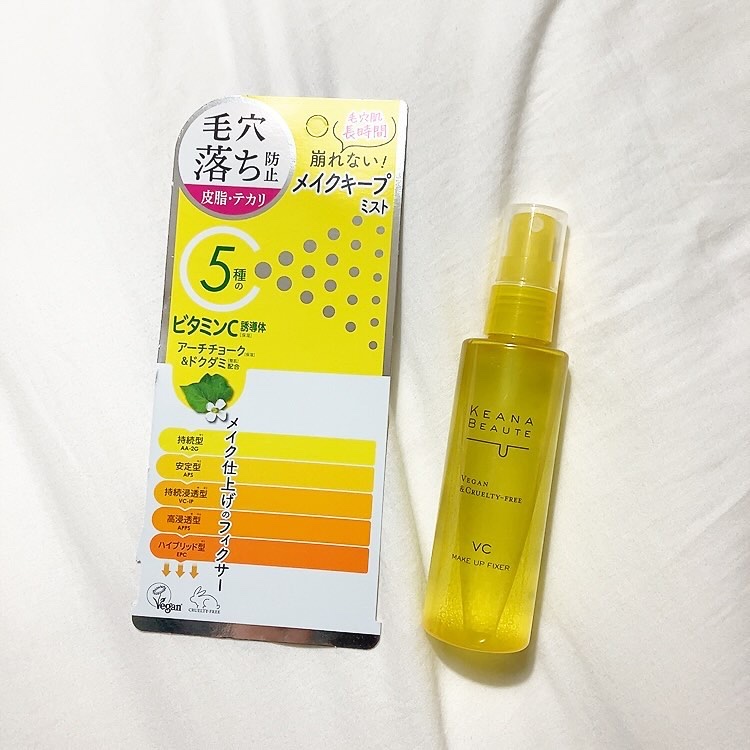 毛穴
落ち防止
皮脂・テカリ
毛穴肌
長時間
崩れない!
メイクキープ
ミスト
5種の
ビタミンC誘導体
アーチチョーク
&ドクダミ配合
メイク仕上げのフィクサー
持続型
AA-2G
安定型
APS
持続浸透型
VC-IP
高浸透型
APPS
ハイブリッド型
EPC
Vegan
CRUELTY-FREE
KEANA
BEAUTE
VEGAN
&CRUELTY-FREE
VC
MAKE UP FIXER